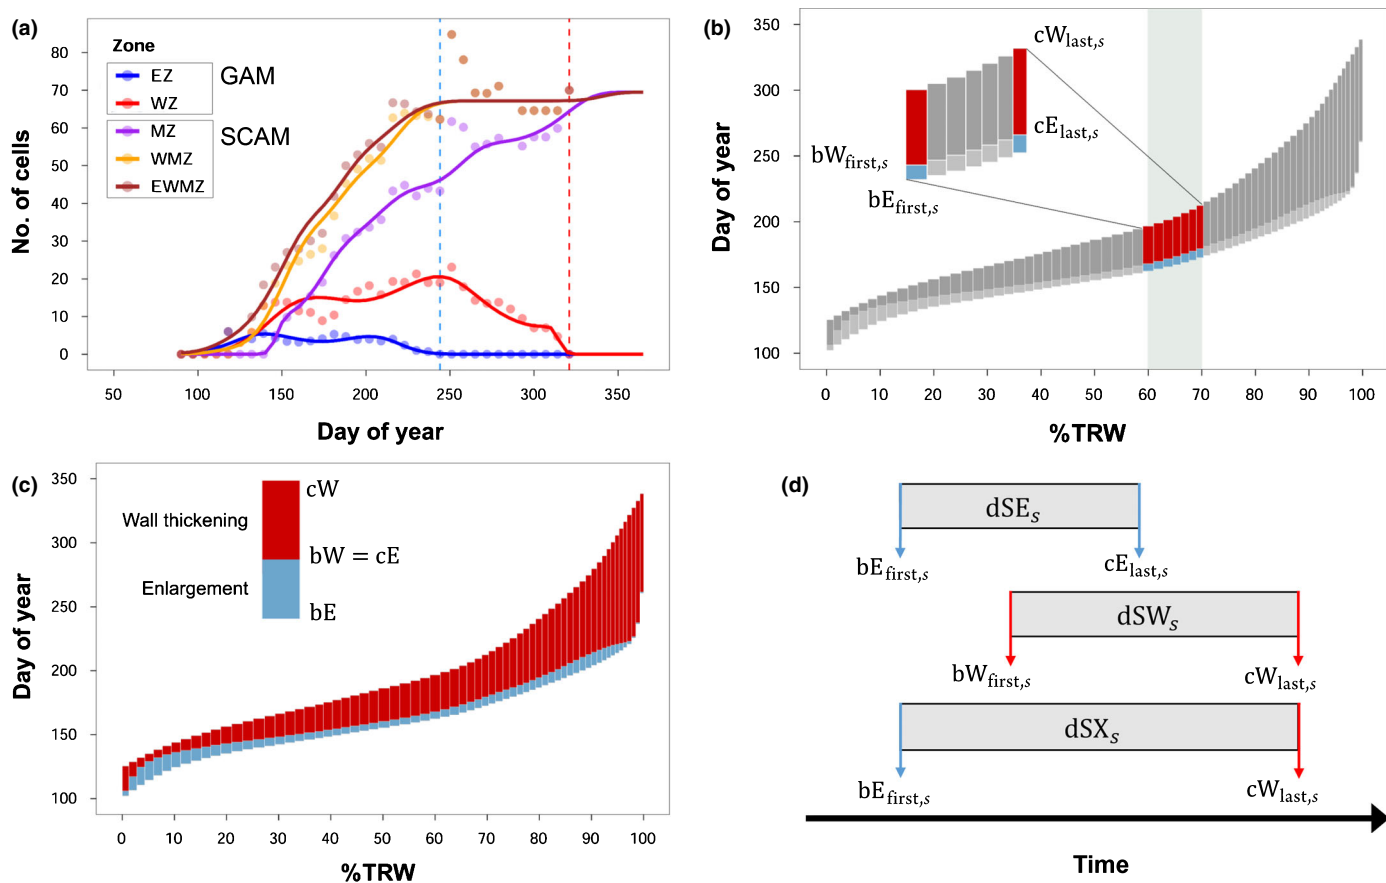 (a)
Zone
EZ
WZ
GAM
MZ
WMZ
EWMZ
SCAM
No. of cells
80
70
60
50
40
30
20
10
0
50
100
150
200
250
300
350
Day of year
(b)
Day of year
350
300
250
200
150
100
cWlast,s
cElast,s
bWfirst,s
bEfirst,s
0
10
20
30
40
50
60
70
80
90
100
%TRW
(c)
Day of year
350
300
250
200
150
100
cW
Wall thickening
bW = cE
Enlargement
bE
0
10
20
30
40
50
60
70
80
90
100
%TRW
(d)
dSEs
bEfirst,s
cElast,s
dSWs
bWfirst,s
cWlast,s
dSXs
bEfirst,s
cWlast,s
Time